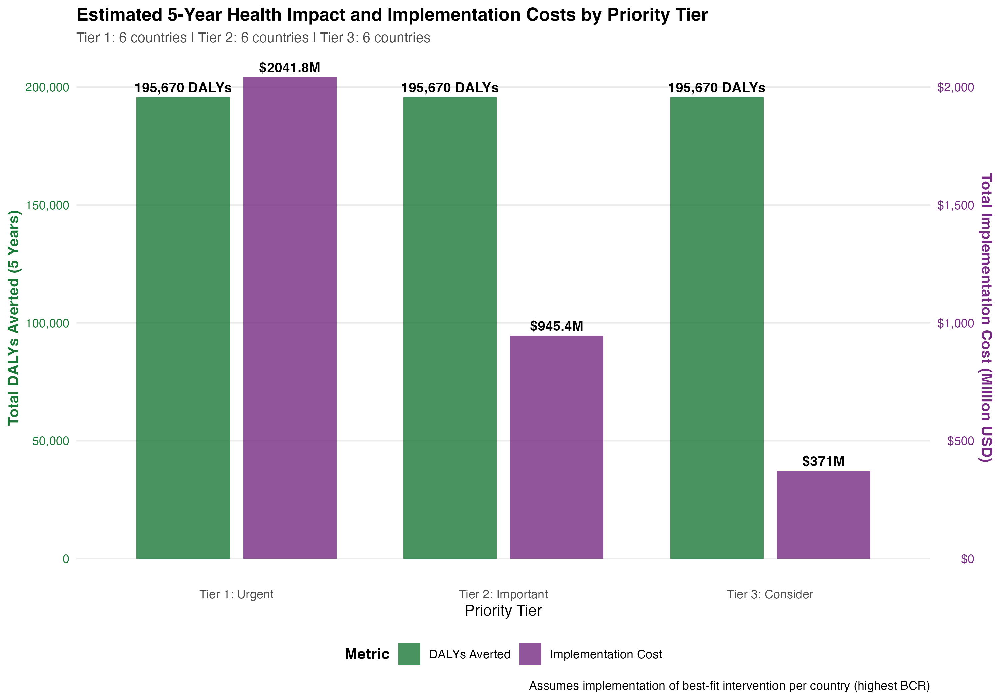 Estimated 5-Year Health Impact and Implementation Costs by Priority Tier
Tier 1: 6 countries | Tier 2: 6 countries | Tier 3: 6 countries
$2041.8M
195,670 DALYs
195,670 DALYs
195,670 DALYs
$945.4M
$371M
Total DALYs Averted (5 Years)
200,000
150,000
100,000
50,000
0
$2,000
$1,500
$1,000
$500
$0
Total Implementation Cost (Million USD)
Tier 1: Urgent
Tier 2: Important
Tier 3: Consider
Priority Tier
Metric
DALYs Averted
Implementation Cost
Assumes implementation of best-fit intervention per country (highest BCR)